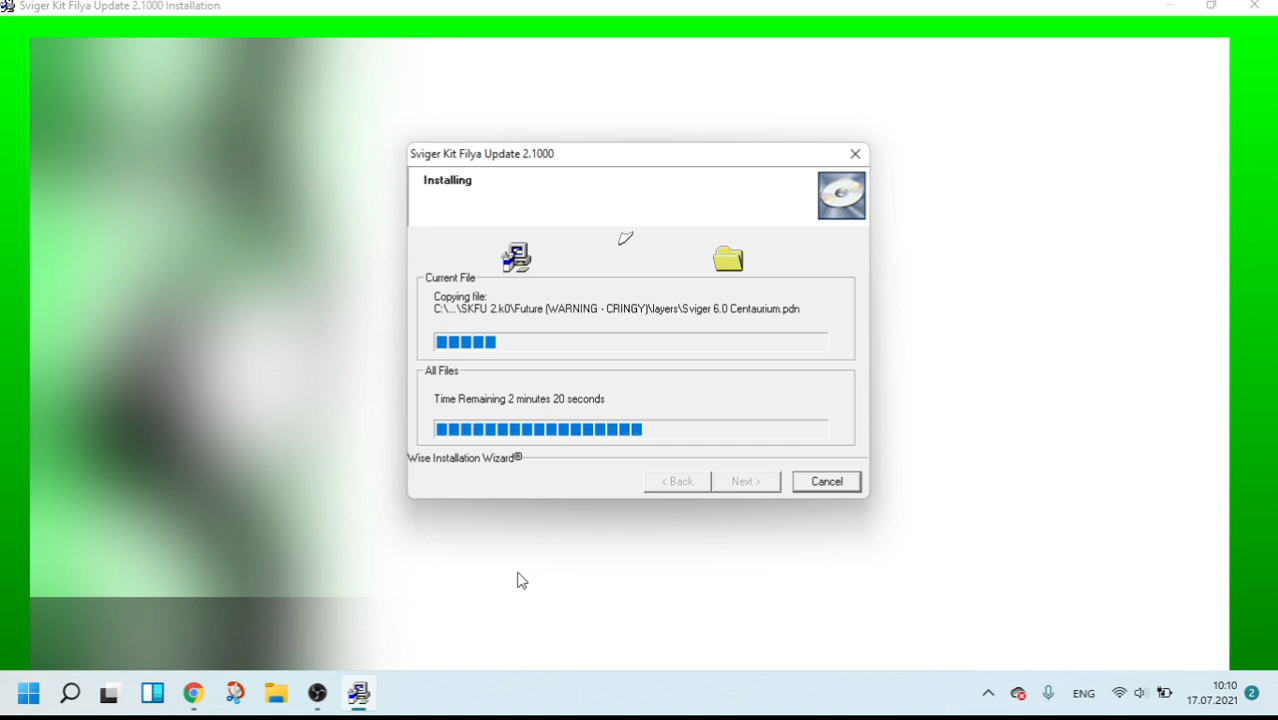 Sviger Kit Filya Update 2.1000 Installation
Sviger Kit Filya Update 2.1000
Installing
Current File
Copying file:
C:\...\SKFU 2.k0\Future (WARNING - CRINGY)\layers\Sviger 6.0 Centaurium.pdn
All Files
Time Remaining 2 minutes 20 seconds
Wise Installation Wizard®
< Back Next > Cancel
ENG
10:10
17.07.2021
2